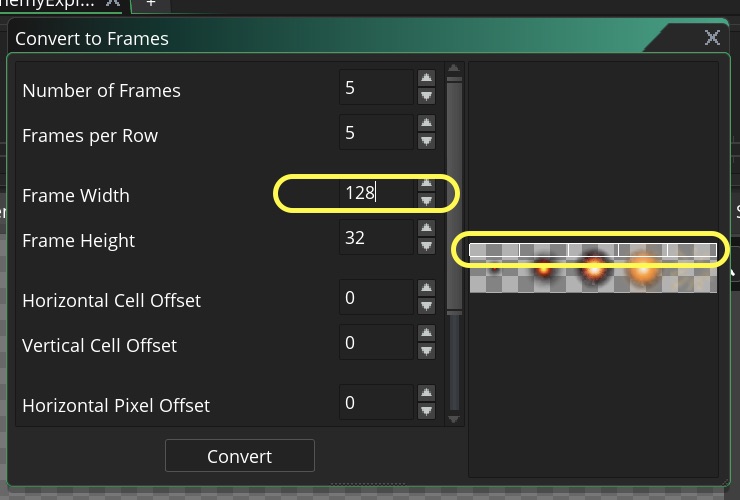 +
Convert to Frames
Number of Frames 5
Frames per Row 5
Frame Width 128
Frame Height 32
Horizontal Cell Offset 0
Vertical Cell Offset 0
Horizontal Pixel Offset 0
Convert